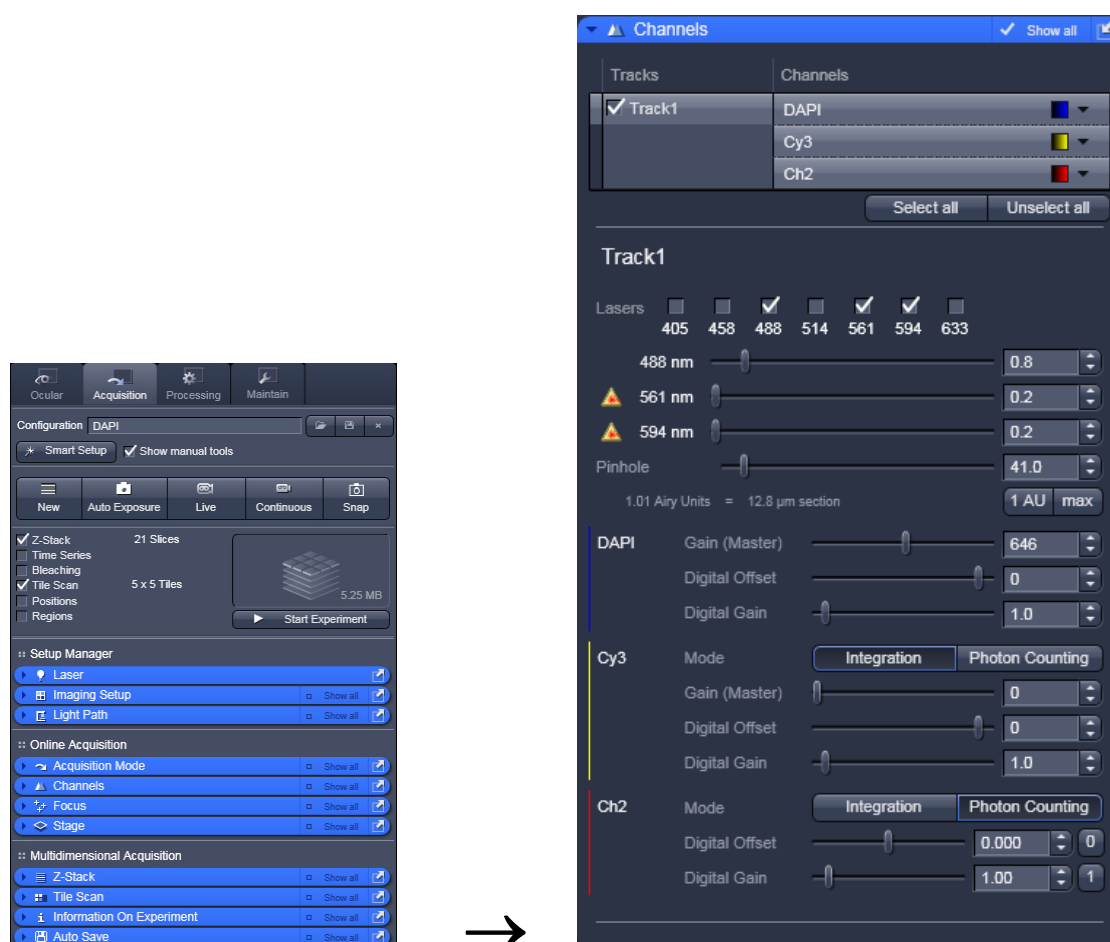 Ocular Acquisition Processing Maintain
Configuration DAPI
Smart Setup Show manual tools
New Auto Exposure Live Continuous Snap
Z-Stack 21 Slices
Time Series
Bleaching
Tile Scan 5 x 5 Tiles
Positions
Regions
5.25 MB
Start Experiment
Setup Manager
Laser
Imaging Setup Show all
Light Path Show all
Online Acquisition
Acquisition Mode Show all
Channels Show all
Focus Show all
Stage Show all
Multidimensional Acquisition
Z-Stack Show all
Tile Scan Show all
Information On Experiment Show all
Auto Save Show all
→
Channels Show all
Tracks Channels
Track1 DAPI
Cy3
Ch2
Select all Unselect all
Track1
Lasers
405 458 488 514 561 594 633
488 nm 0.8
561 nm 0.2
594 nm 0.2
Pinhole 41.0
1.01 Airy Units = 12.8 µm section 1 AU max
DAPI Gain (Master) 646
Digital Offset 0
Digital Gain 1.0
Cy3 Mode Integration Photon Counting
Gain (Master) 0
Digital Offset 0
Digital Gain 1.0
Ch2 Mode Integration Photon Counting
Digital Offset 0.000 0
Digital Gain 1.00 1